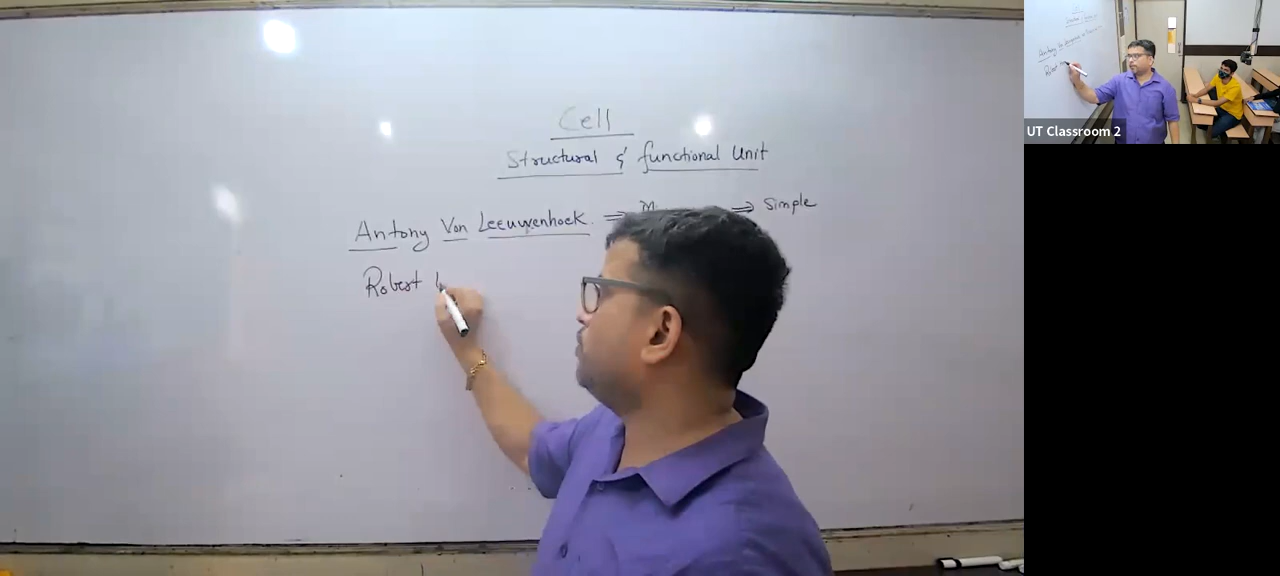 Cell
Structural & functional Unit
Antony Von Leeuwenhoek ⇒ ⇒ Simple
Robert
UT Classroom 2